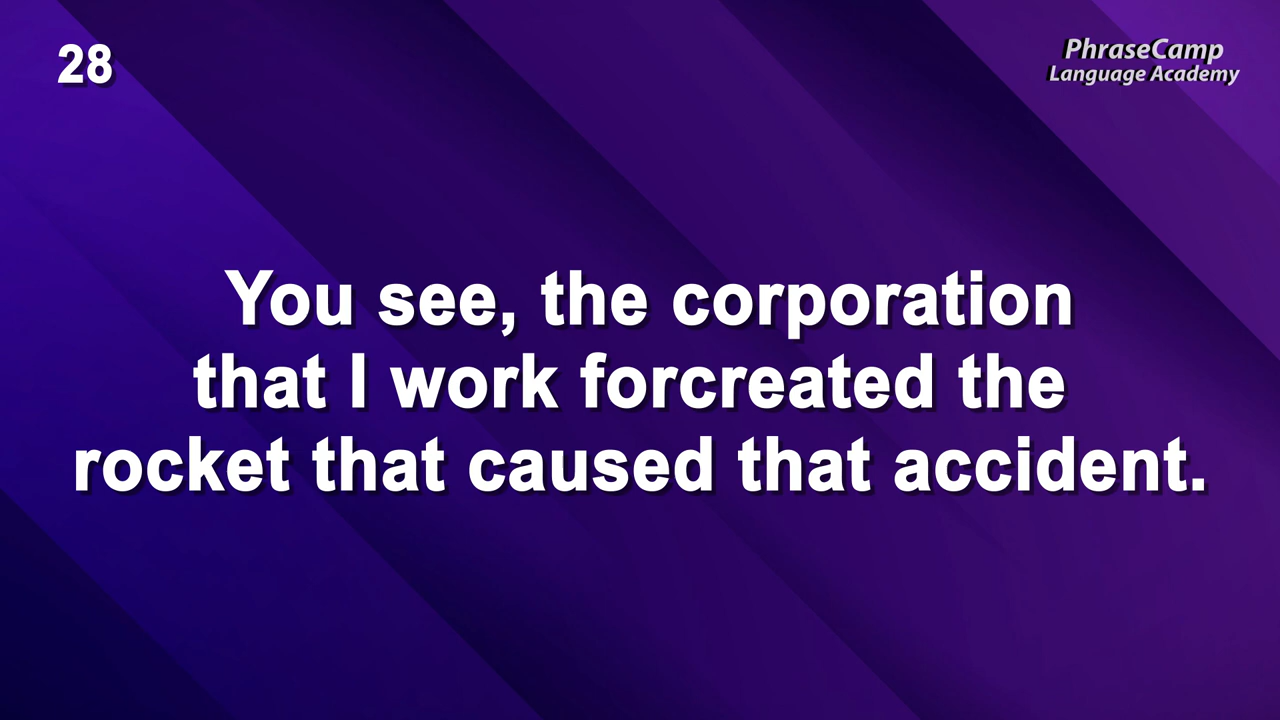 28
PhraseCamp
Language Academy
You see, the corporation
that I work forcreated the
rocket that caused that accident.